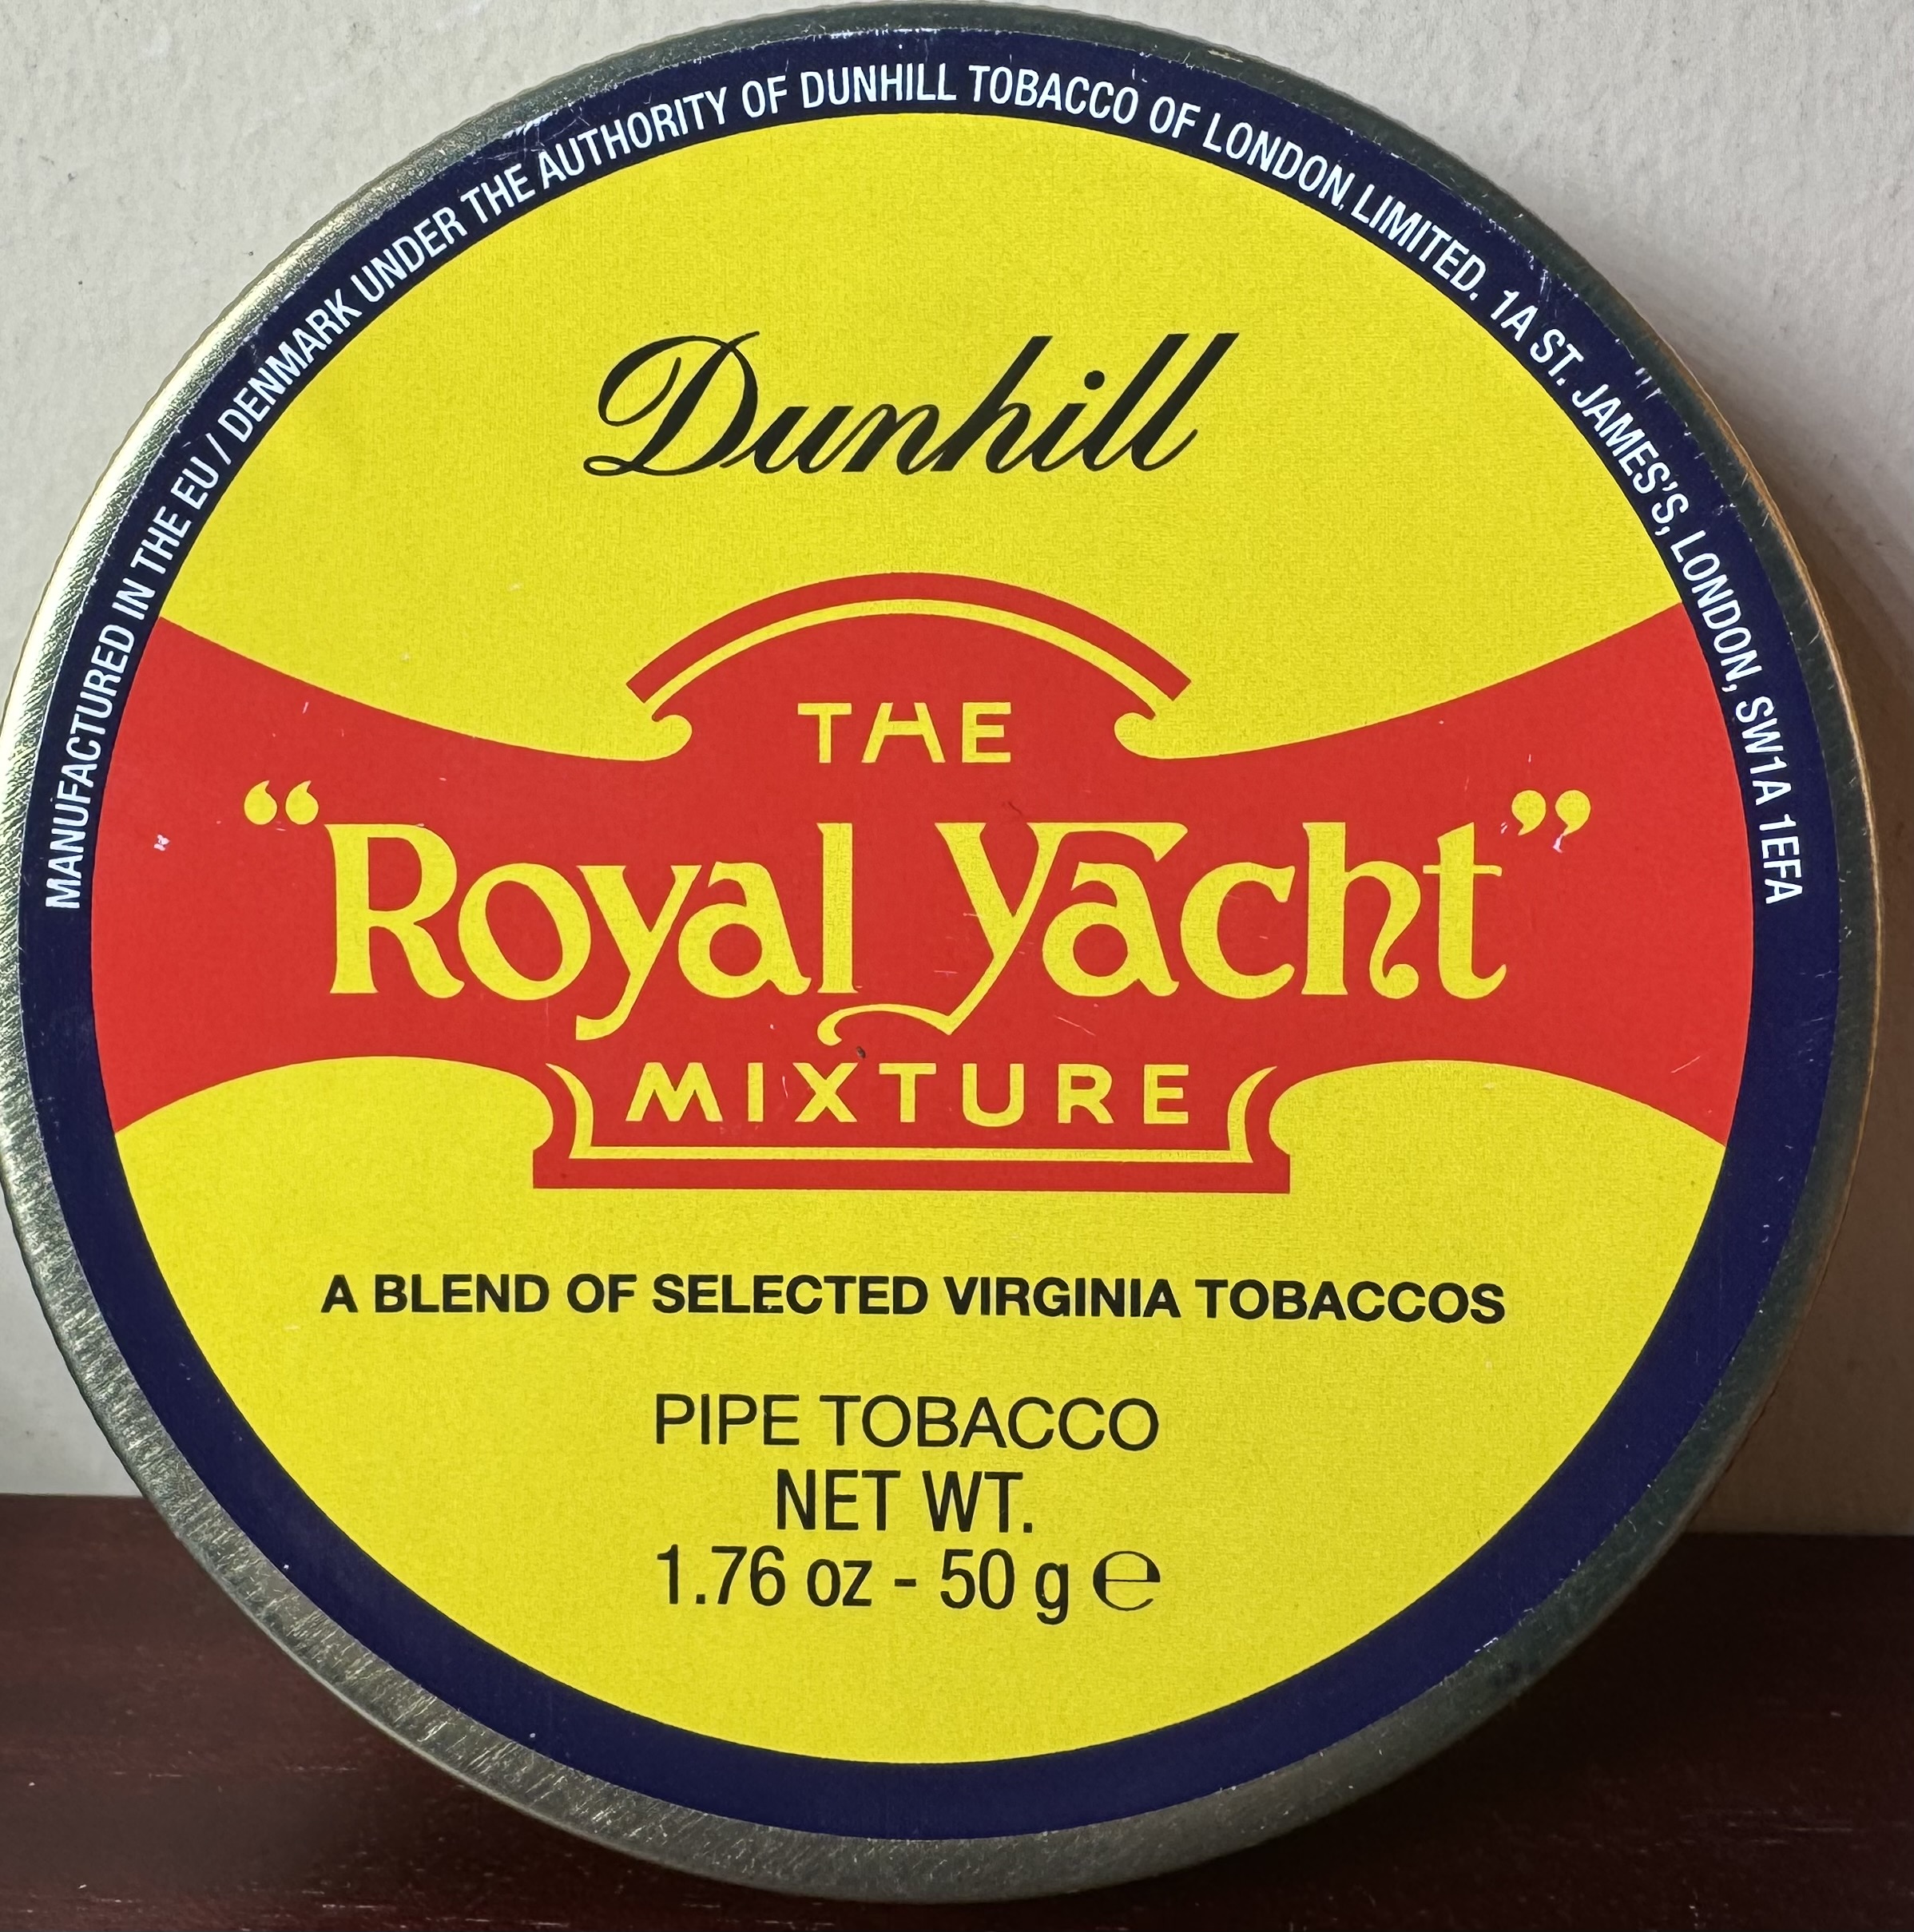 MANUFACTURED IN THE EU / DENMARK UNDER THE AUTHORITY OF DUNHILL TOBACCO OF LONDON LIMITED. 1A ST. JAMES'S, LONDON, SW1A 1EFA
Dunhill
THE
“Royal Yacht”
MIXTURE
A BLEND OF SELECTED VIRGINIA TOBACCOS
PIPE TOBACCO
NET WT.
1.76 oz - 50 g ℮